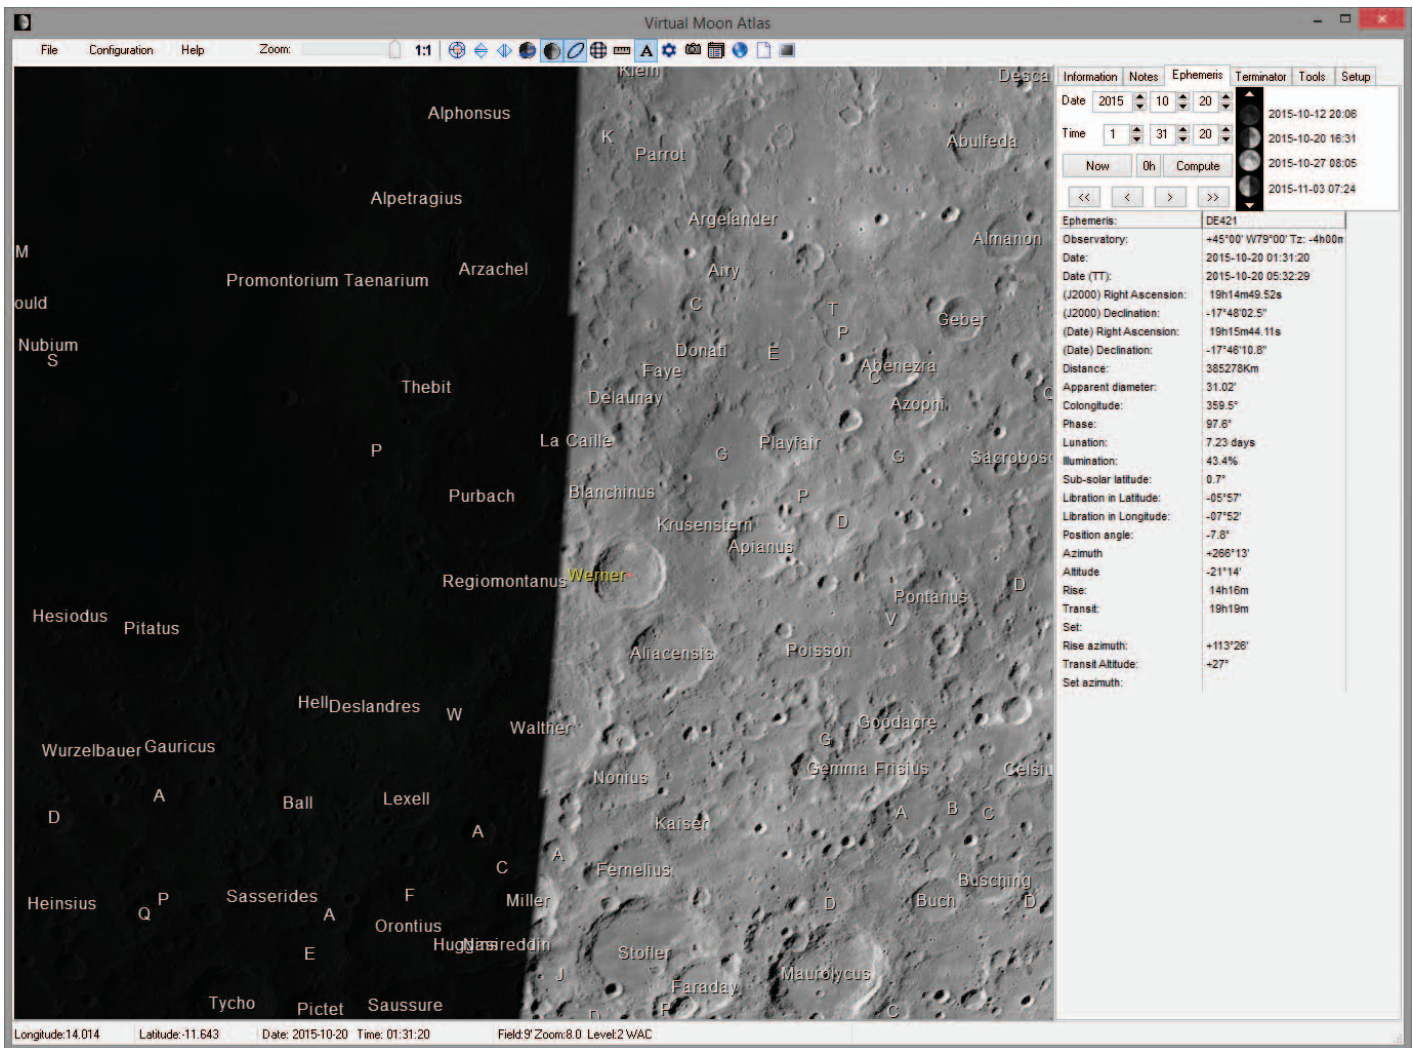 Virtual Moon Atlas
File Configuration Help Zoom: 1:1 A
Information Notes Ephemeris Terminator Tools Setup
Date 2015 10 20
Time 1 31 20
Now 0h Compute
<< < > >>
2015-10-12 20:06
2015-10-20 16:31
2015-10-27 08:05
2015-11-03 07:24
Ephemeris: DE421
Observatory: +45°00' W79°00' Tz: -4h00m
Date: 2015-10-20 01:31:20
Date (TT): 2015-10-20 05:32:29
(J2000) Right Ascension: 19h14m49.52s
(J2000) Declination: -17°48'02.5"
(Date) Right Ascension: 19h15m44.11s
(Date) Declination: -17°46'10.8"
Distance: 385278Km
Apparent diameter: 31.02'
Colongitude: 359.5°
Phase: 97.6°
Lunation: 7.23 days
Illumination: 43.4%
Sub-solar latitude: 0.7°
Libration in Latitude: -05°57'
Libration in Longitude: -07°52'
Position angle: -7.8°
Azimuth +266°13'
Altitude -21°14'
Rise: 14h16m
Transit: 19h19m
Set:
Rise azimuth: +113°26'
Transit Altitude: +27°
Set azimuth:
Klein
Desca
Alphonsus
K
Parrot
Abulfeda
Alpetragius
Argelander
Almanon
M
Promontorium Taenarium
Arzachel
Airy
ould
C
T
Geber
P
Nubium
S
Donati
E
Faye
Abenezra
C
Thebit
Delaunay
Azophi
C
La Caille
Playfair
P
G
G
Sacrobosc
Purbach
Blanchinus
P
Krusenstern
D
Apianus
Regiomontanus
Werner
Pontanus
D
Hesiodus
Pitatus
V
Aliacensis
Poisson
Hell
Deslandres
W
Walther
Goodacre
G
Wurzelbauer
Gauricus
Nonius
Gemma Frisius
Celsiu
A
Ball
Lexell
D
A
B
C
Kaiser
A
A
C
Fernelius
Busching
Heinsius
P
Q
Sasserides
A
F
Miller
D
Buch
D
Orontius
Huggins
Nasireddin
E
Stofler
J
Maurolycus
Faraday
Tycho
Pictet
Saussure
D
R
C
Longitude:14.014 Latitude:-11.643 Date: 2015-10-20 Time: 01:31:20 Field:9' Zoom:8.0 Level:2 WAC